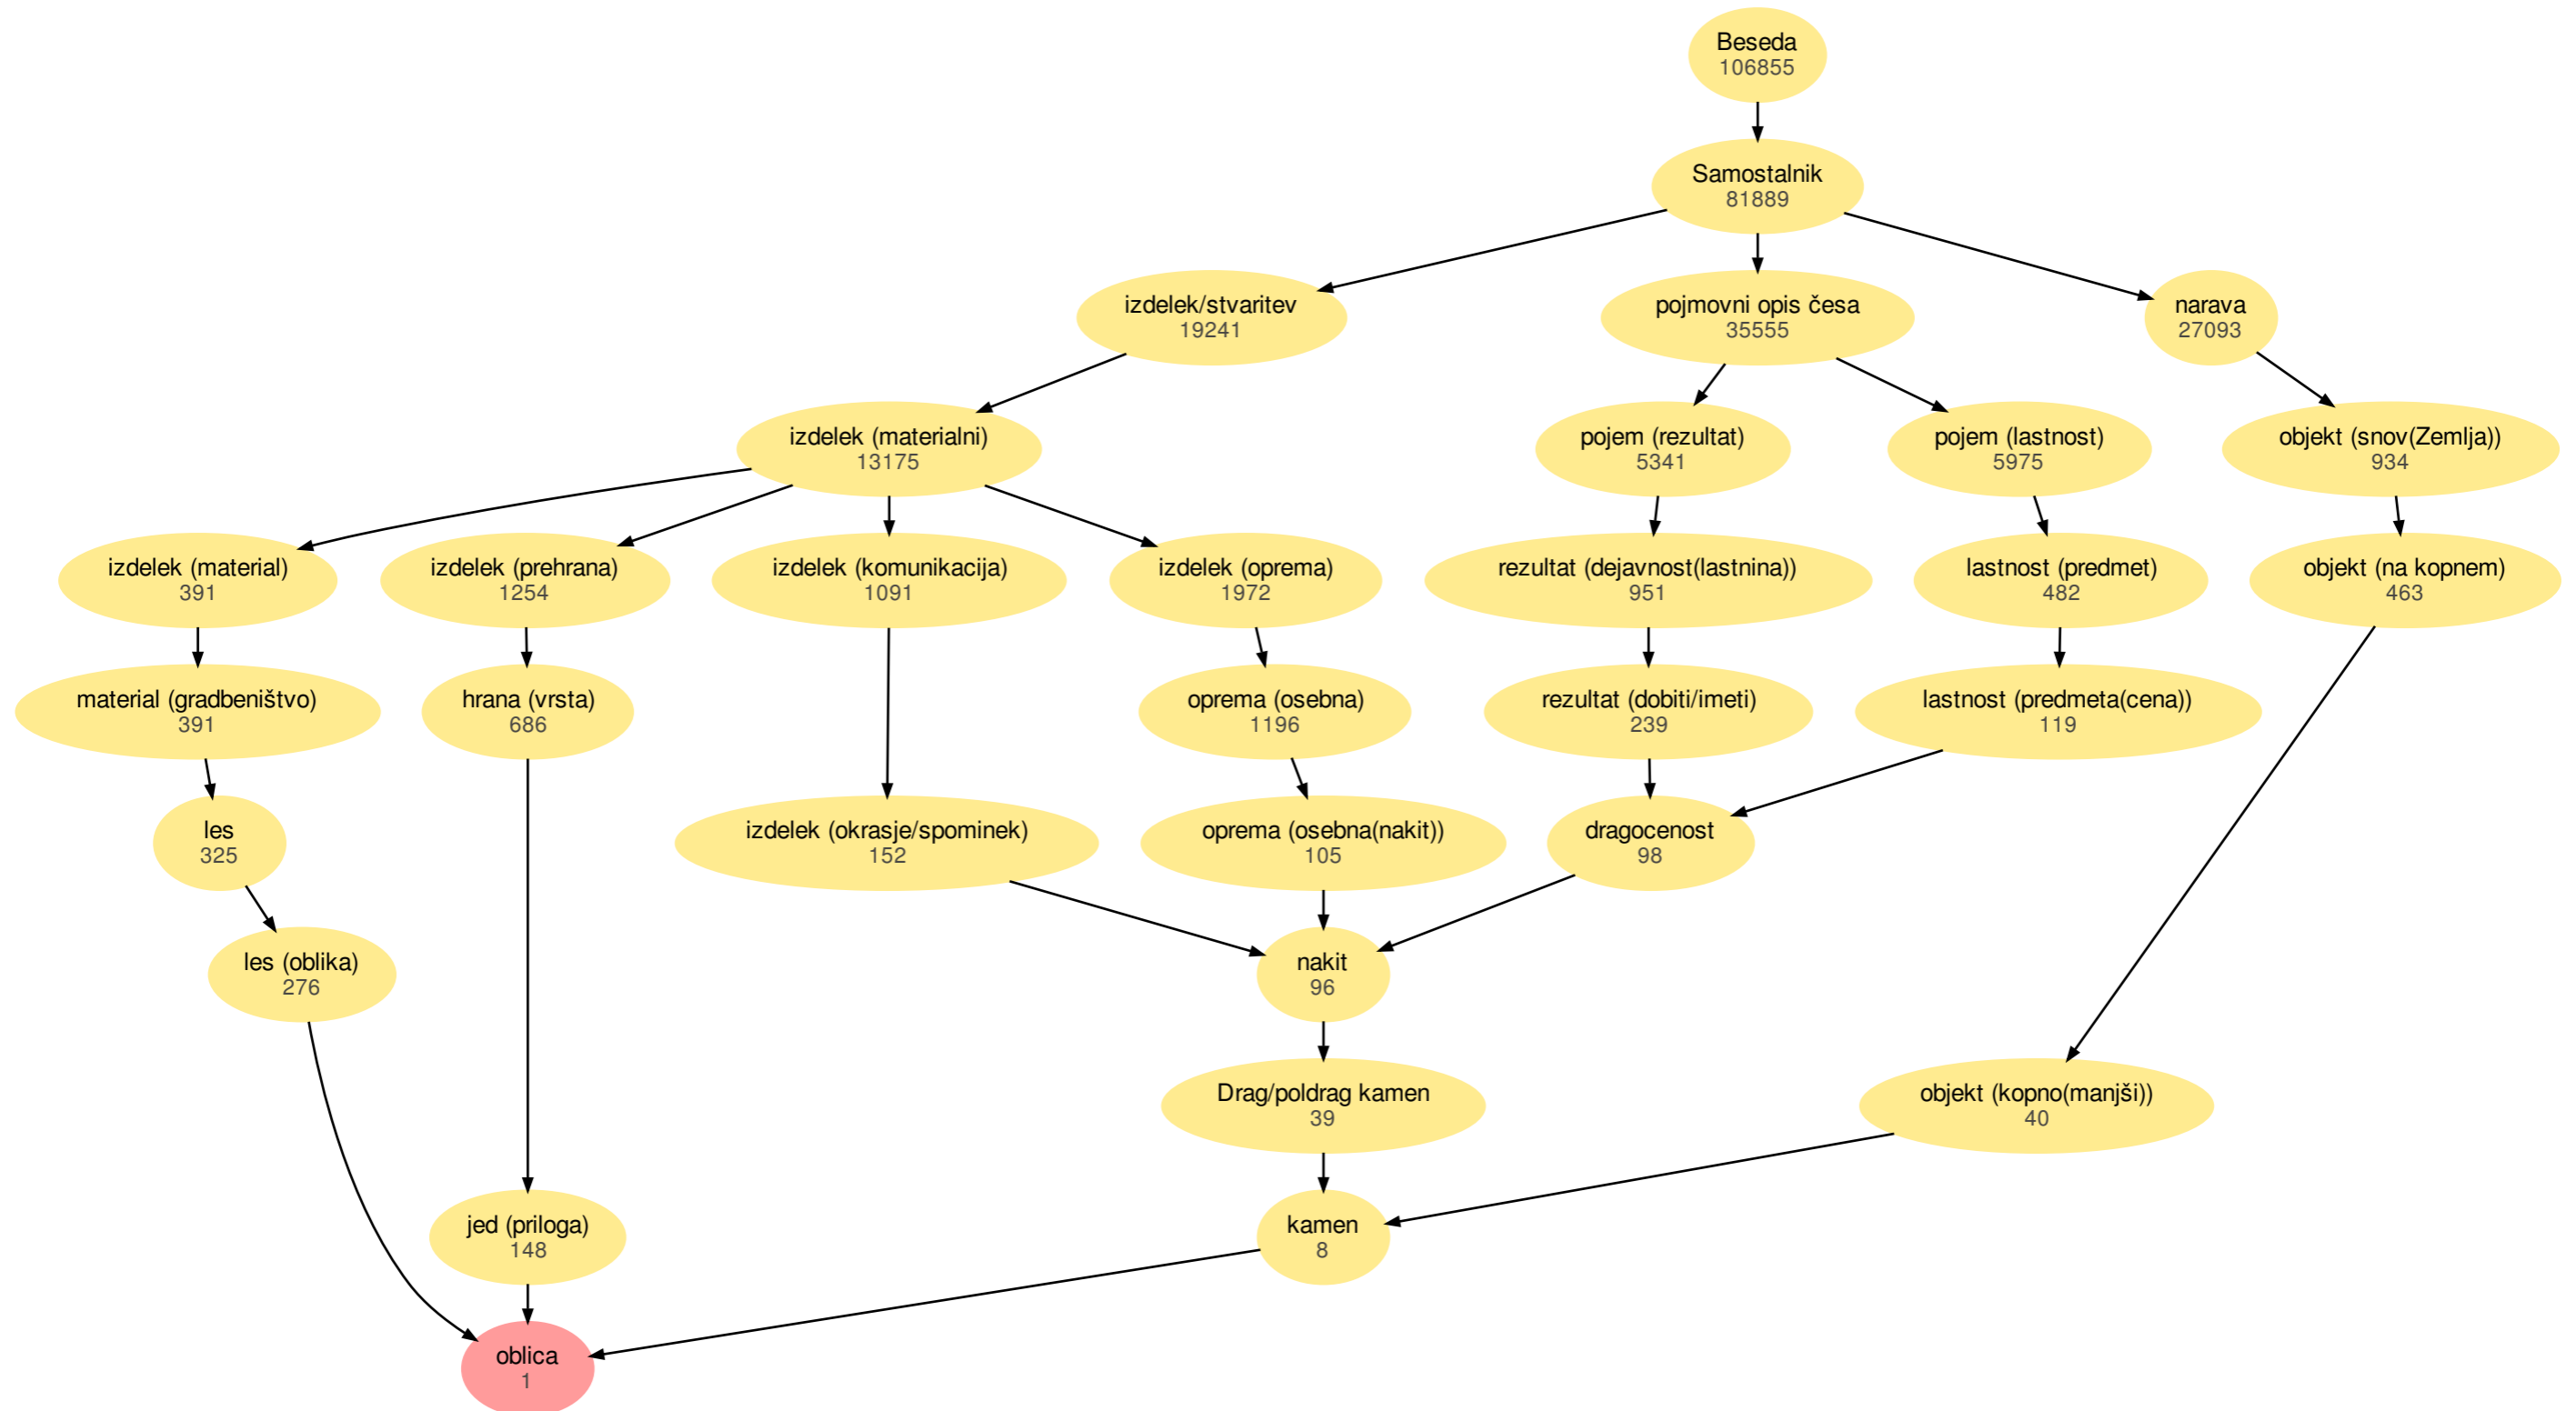 Beseda
106855
Samostalnik
81889
izdelek/stvaritev
19241
pojmovni opis česa
35555
narava
27093
izdelek (materialni)
13175
pojem (rezultat)
5341
pojem (lastnost)
5975
objekt (snov(Zemlja))
934
izdelek (material)
391
izdelek (prehrana)
1254
izdelek (komunikacija)
1091
izdelek (oprema)
1972
rezultat (dejavnost(lastnina))
951
lastnost (predmet)
482
objekt (na kopnem)
463
material (gradbeništvo)
391
hrana (vrsta)
686
oprema (osebna)
1196
rezultat (dobiti/imeti)
239
lastnost (predmeta(cena))
119
les
325
izdelek (okrasje/spominek)
152
oprema (osebna(nakit))
105
dragocenost
98
les (oblika)
276
nakit
96
Drag/poldrag kamen
39
objekt (kopno(manjši))
40
jed (priloga)
148
kamen
8
oblica
1